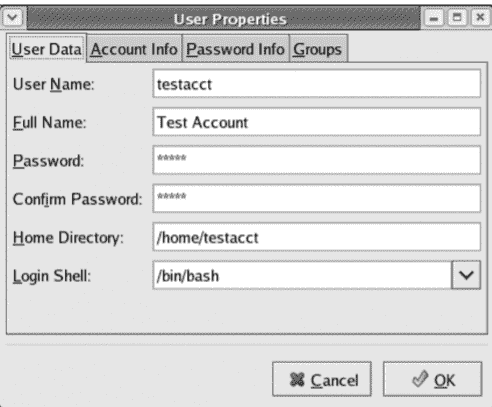 User Properties
User Data Account Info Password Info Groups
User Name: testacct
Full Name: Test Account
Password: *****
Confirm Password: *****
Home Directory: /home/testacct
Login Shell: /bin/bash
Cancel OK